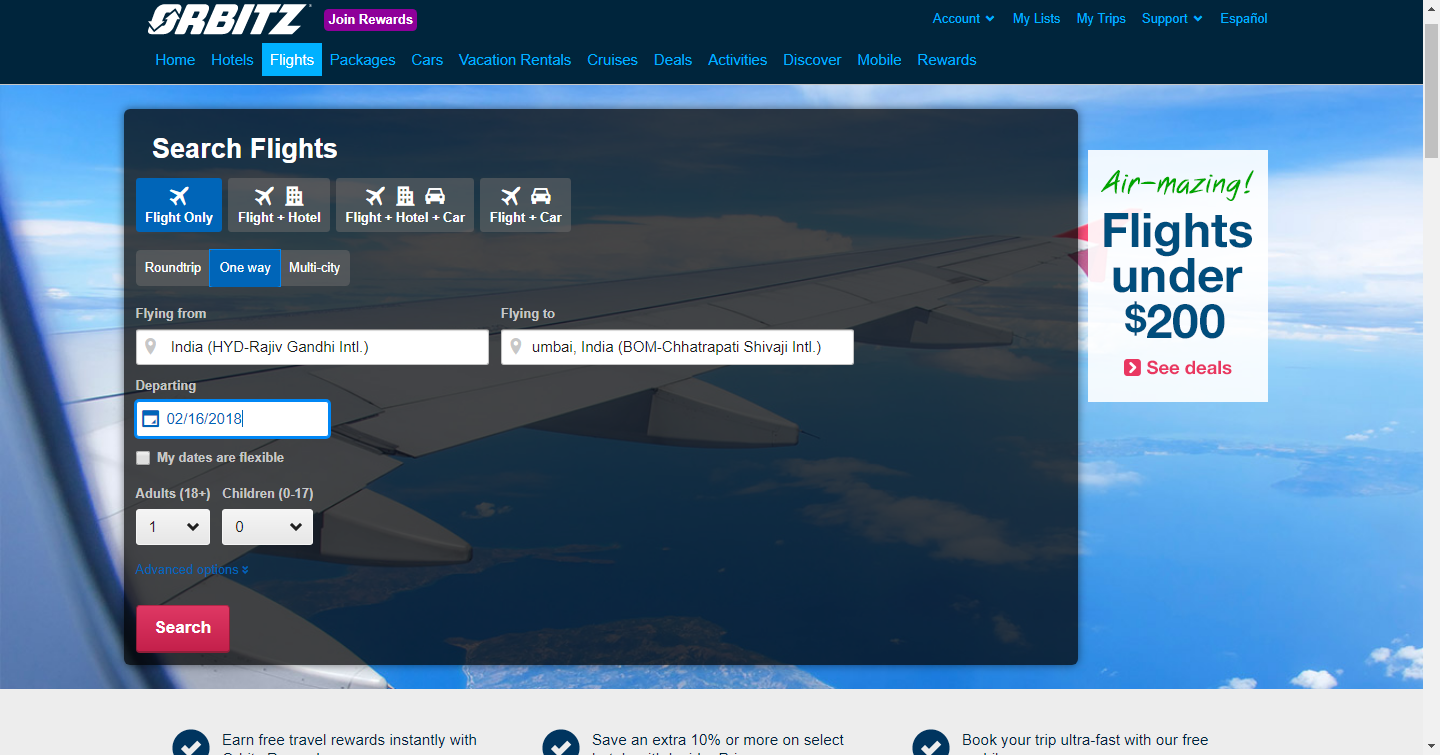 ORBITZ Join Rewards
Account My Lists My Trips Support Español
Home Hotels Flights Packages Cars Vacation Rentals Cruises Deals Activities Discover Mobile Rewards
Search Flights
Flight Only Flight + Hotel Flight + Hotel + Car Flight + Car
Roundtrip One way Multi-city
Flying from Flying to
India (HYD-Rajiv Gandhi Intl.) umbai, India (BOM-Chhatrapati Shivaji Intl.)
Departing
02/16/2018
My dates are flexible
Adults (18+) Children (0-17)
1 0
Advanced options
Search
Air-mazing!
Flights
under
$200
See deals
Earn free travel rewards instantly with
Save an extra 10% or more on select
Book your trip ultra-fast with our free